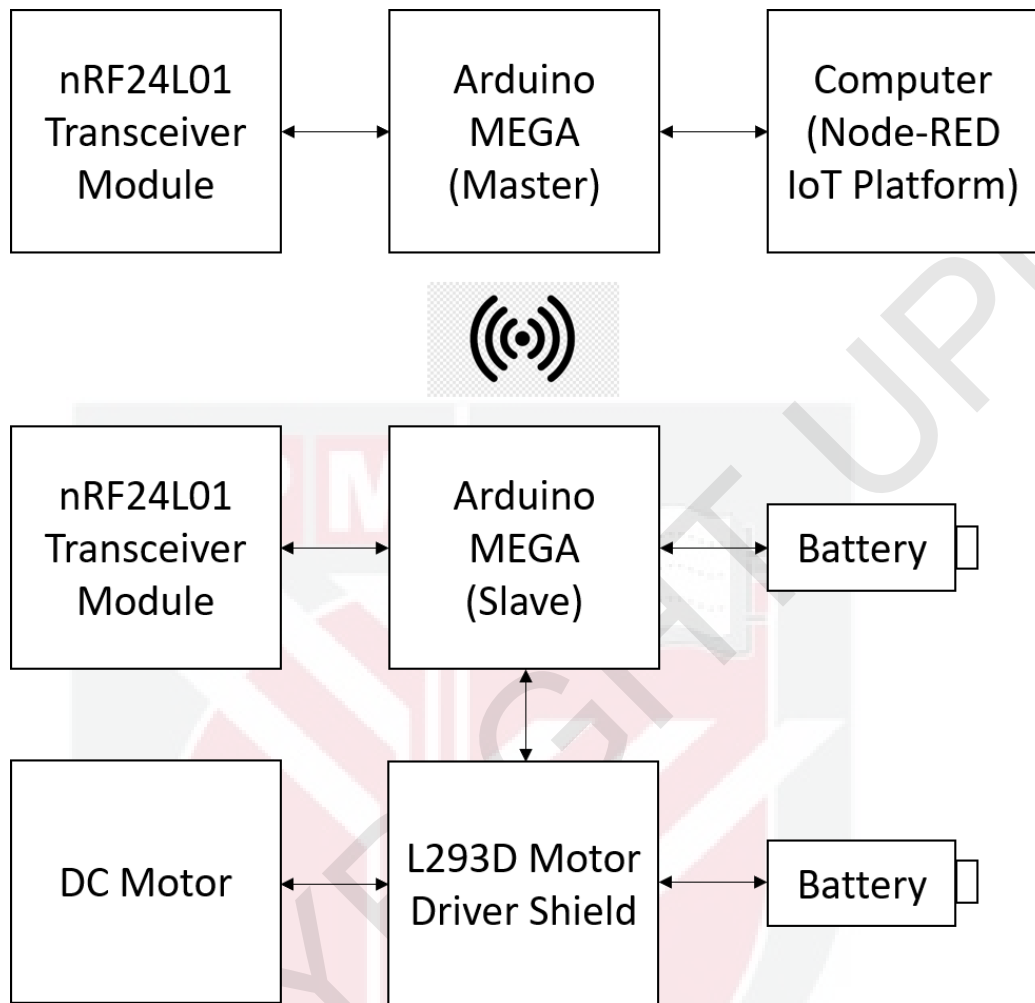 nRF24L01
Transceiver
Module
Arduino
MEGA
(Master)
Computer
(Node-RED
IoT Platform)
nRF24L01
Transceiver
Module
Arduino
MEGA
(Slave)
Battery
DC Motor
L293D Motor
Driver Shield
Battery